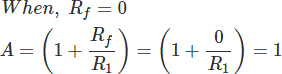 When, R_f = 0
A = (1 + R_f/R_1) = (1 + 0/R_1) = 1